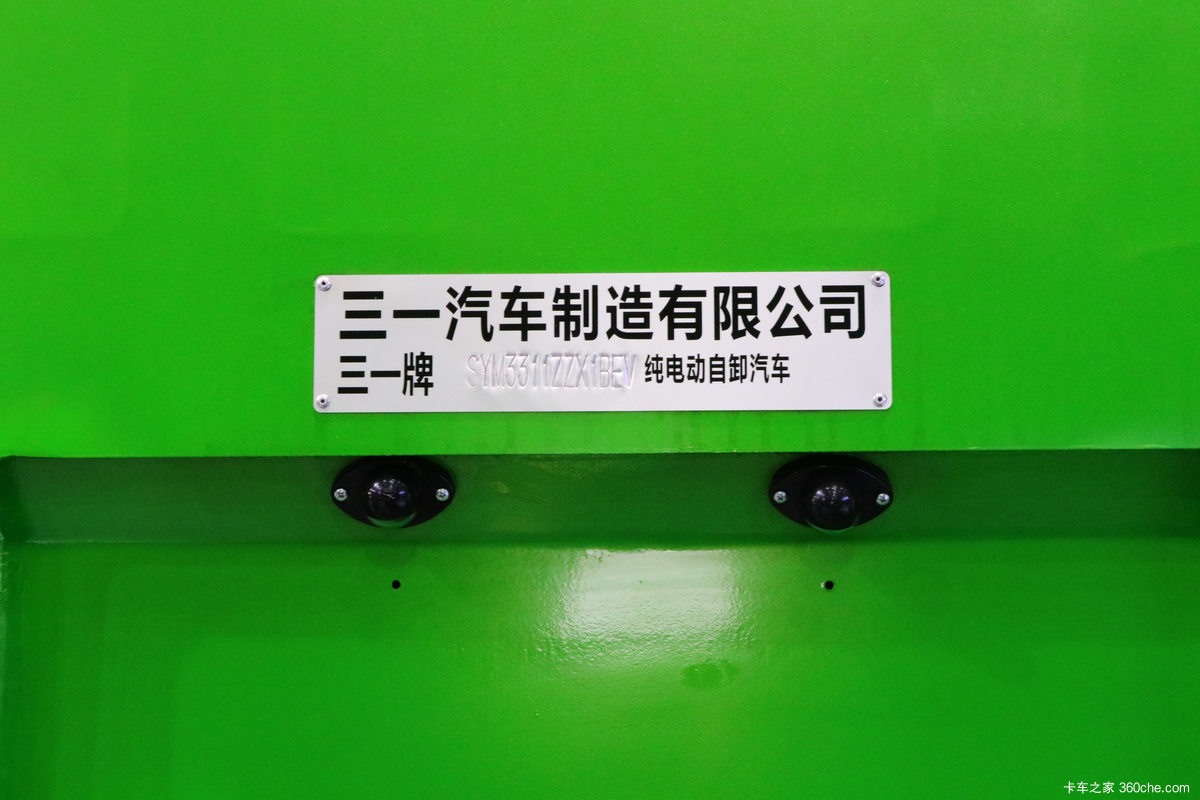 三一汽车制造有限公司
三一牌 SYM3311ZZX1BEV 纯电动自卸汽车
卡车之家 360che.com